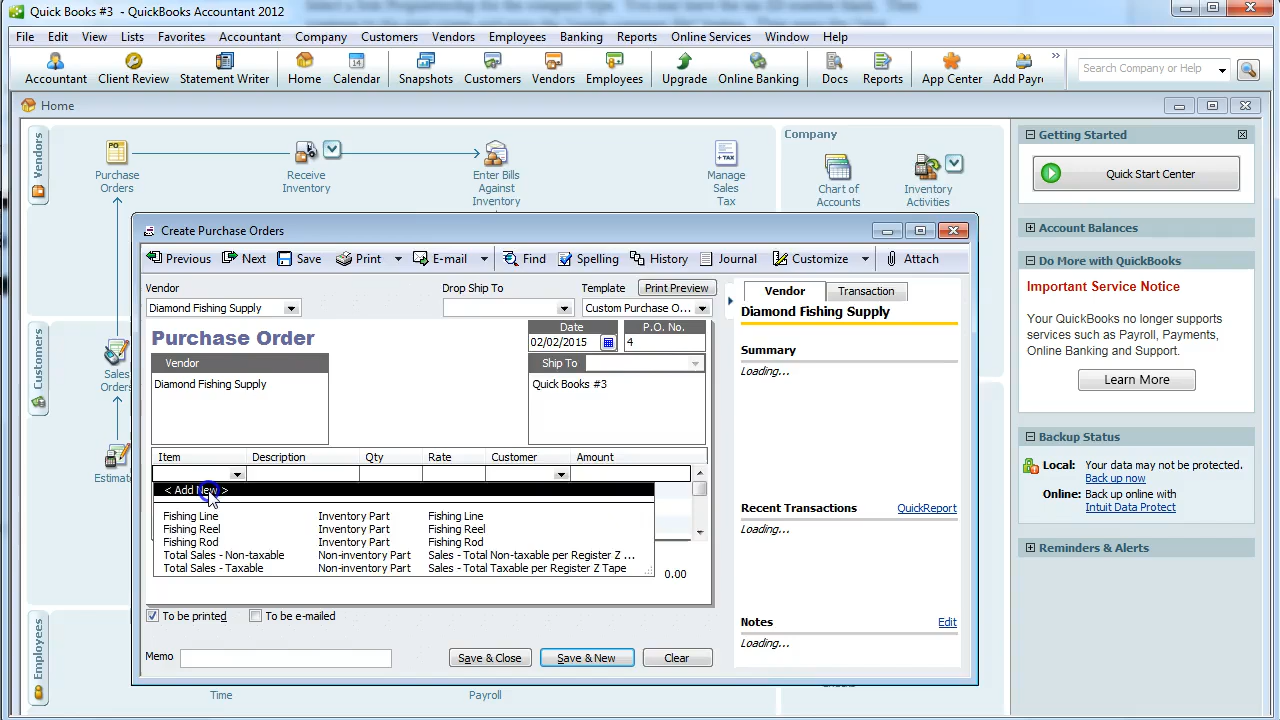 Quick Books #3 - QuickBooks Accountant 2012
File Edit View Lists Favorites Accountant Company Customers Vendors Employees Banking Reports Online Services Window Help
Accountant Client Review Statement Writer Home Calendar Snapshots Customers Vendors Employees Upgrade Online Banking Docs Reports App Center Add Payr
Search Company or Help
Home
Vendors
Purchase
Orders
Receive
Inventory
Enter Bills
Against
Inventory
Manage
Sales
Tax
Company
Chart of
Accounts
Inventory
Activities
Customers
Sales
Orders
Estimate
Employees
Time
Payroll
Create Purchase Orders
Previous Next Save Print E-mail Find Spelling History Journal Customize Attach
Vendor
Drop Ship To
Template
Print Preview
Diamond Fishing Supply
Custom Purchase O...
Purchase Order
Date
P.O. No.
02/02/2015
4
Vendor
Ship To
Diamond Fishing Supply
Quick Books #3
Item Description Qty Rate Customer Amount
< Add New >
Fishing Line Inventory Part Fishing Line
Fishing Reel Inventory Part Fishing Reel
Fishing Rod Inventory Part Fishing Rod
Total Sales - Non-taxable Non-inventory Part Sales - Total Non-taxable per Register Z ...
Total Sales - Taxable Non-inventory Part Sales - Total Taxable per Register Z Tape
0.00
To be printed To be e-mailed
Memo
Save & Close Save & New Clear
Vendor Transaction
Diamond Fishing Supply
Summary
Loading...
Recent Transactions QuickReport
Loading...
Notes Edit
Loading...
Getting Started
Quick Start Center
Account Balances
Do More with QuickBooks
Important Service Notice
Your QuickBooks no longer supports
services such as Payroll, Payments,
Online Banking and Support.
Learn More
Backup Status
Local: Your data may not be protected.
Back up now
Online: Back up online with
Intuit Data Protect
Reminders & Alerts